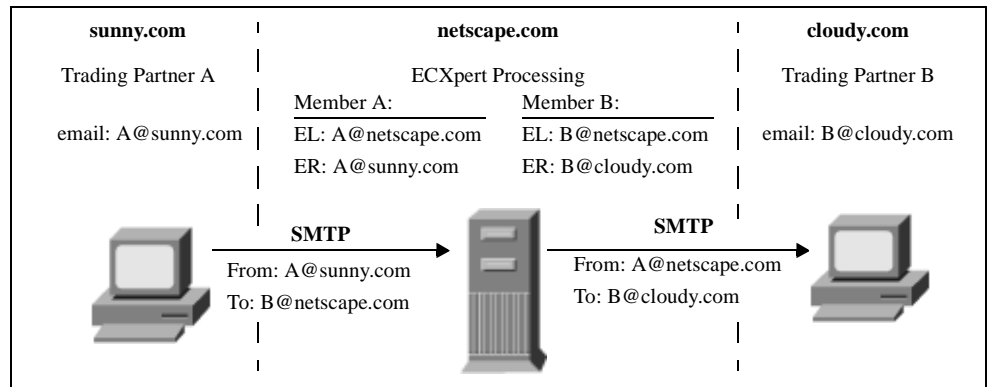 sunny.com
netscape.com
cloudy.com
Trading Partner A
ECXpert Processing
Trading Partner B
Member A:
Member B:
email: A@sunny.com
EL: A@netscape.com
EL: B@netscape.com
email: B@cloudy.com
ER: A@sunny.com
ER: B@cloudy.com
SMTP
From: A@sunny.com
To: B@netscape.com
SMTP
From: A@netscape.com
To: B@cloudy.com